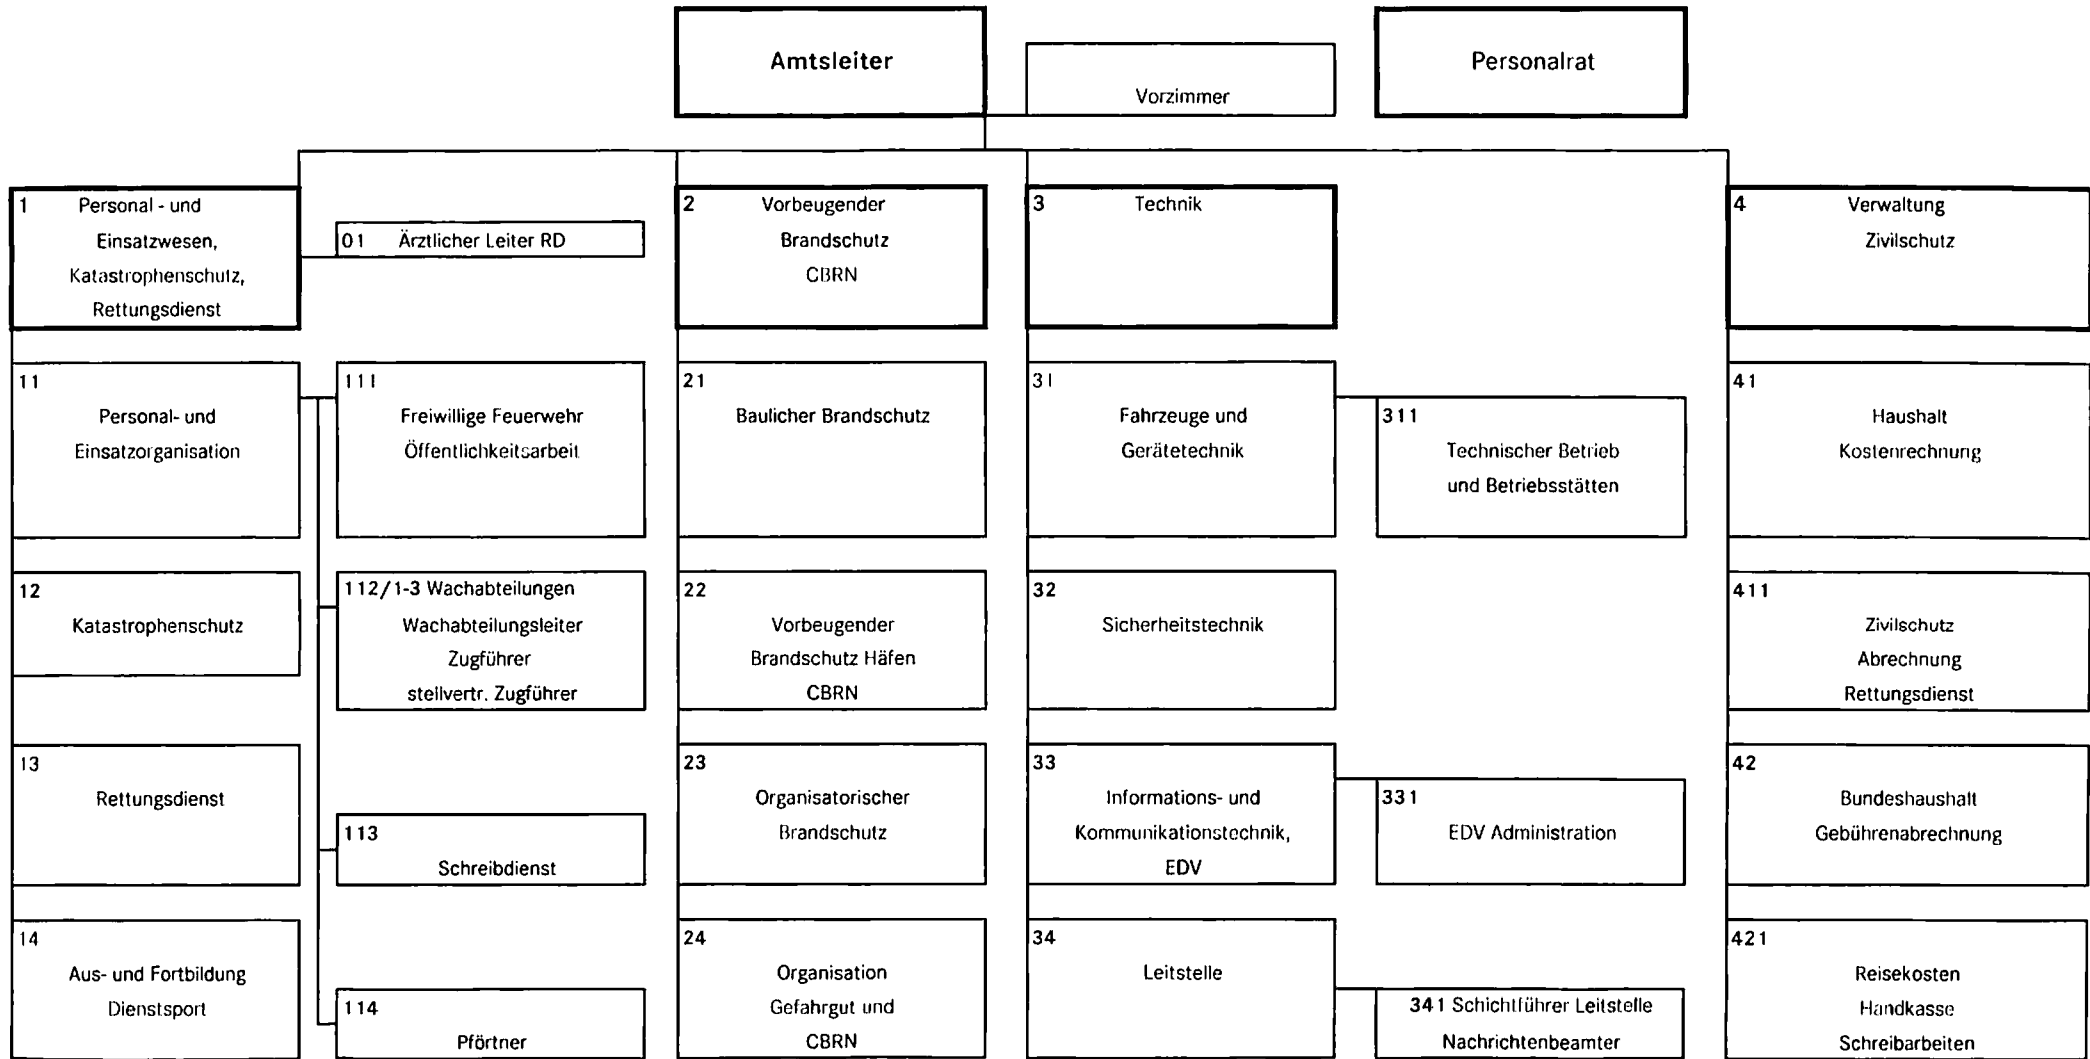 Amtsleiter
Vorzimmer
Personalrat
1 Personal - und
Einsatzwesen,
Katastrophenschutz,
Rettungsdienst
01 Ärztlicher Leiter RD
2 Vorbeugender
Brandschutz
CBRN
3 Technik
4 Verwaltung
Zivilschutz
11
Personal- und
Einsatzorganisation
111
Freiwillige Feuerwehr
Öffentlichkeitsarbeit
21
Baulicher Brandschutz
31
Fahrzeuge und
Gerätetechnik
311
Technischer Betrieb
und Betriebsstätten
41
Haushalt
Kostenrechnung
12
Katastrophenschutz
112/1-3 Wachabteilungen
Wachabteilungsleiter
Zugführer
stellvertr. Zugführer
22
Vorbeugender
Brandschutz Häfen
CBRN
32
Sicherheitstechnik
411
Zivilschutz
Abrechnung
Rettungsdienst
13
Rettungsdienst
113
Schreibdienst
23
Organisatorischer
Brandschutz
33
Informations- und
Kommunikationstechnik,
EDV
331
EDV Administration
42
Bundeshaushalt
Gebührenabrechnung
14
Aus- und Fortbildung
Dienstsport
114
Pförtner
24
Organisation
Gefahrgut und
CBRN
34
Leitstelle
341 Schichtführer Leitstelle
Nachrichtenbeamter
421
Reisekosten
Handkasse
Schreibarbeiten